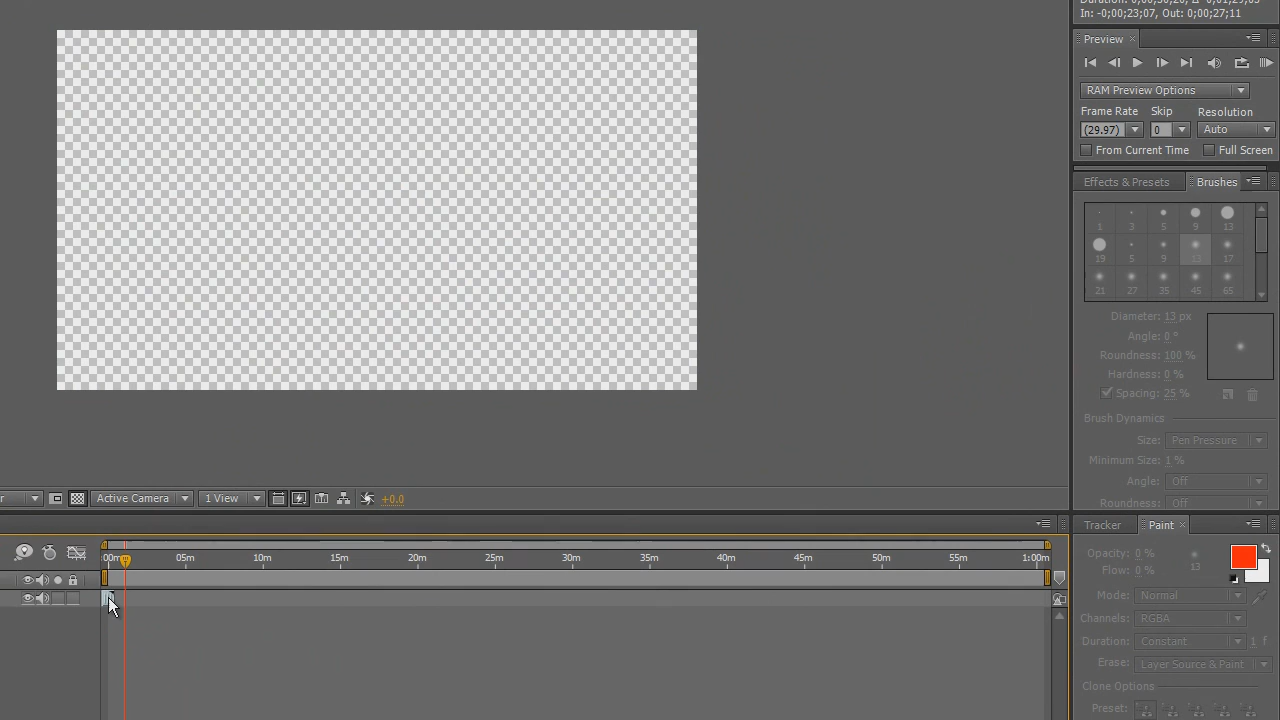 In: -0;00;23;07, Out: 0;00;27;11
Preview
RAM Preview Options
Frame Rate Skip Resolution
(29.97) 0 Auto
From Current Time Full Screen
Effects & Presets Brushes
1 3 5 9 13
19 5 9 13 17
21 27 35 45 65
Diameter: 13 px
Angle: 0 °
Roundness: 100 %
Hardness: 0 %
Spacing: 25 %
Brush Dynamics
Size: Pen Pressure
Minimum Size: 1 %
Angle: Off
Roundness: Off
Active Camera 1 View +0.0
Tracker Paint
:00m 05m 10m 15m 20m 25m 30m 35m 40m 45m 50m 55m 1:00m
Opacity: 0 %
Flow: 0 % 13
Mode: Normal
Channels: RGBA
Duration: Constant 1 f
Erase: Layer Source & Paint
Clone Options
Preset: